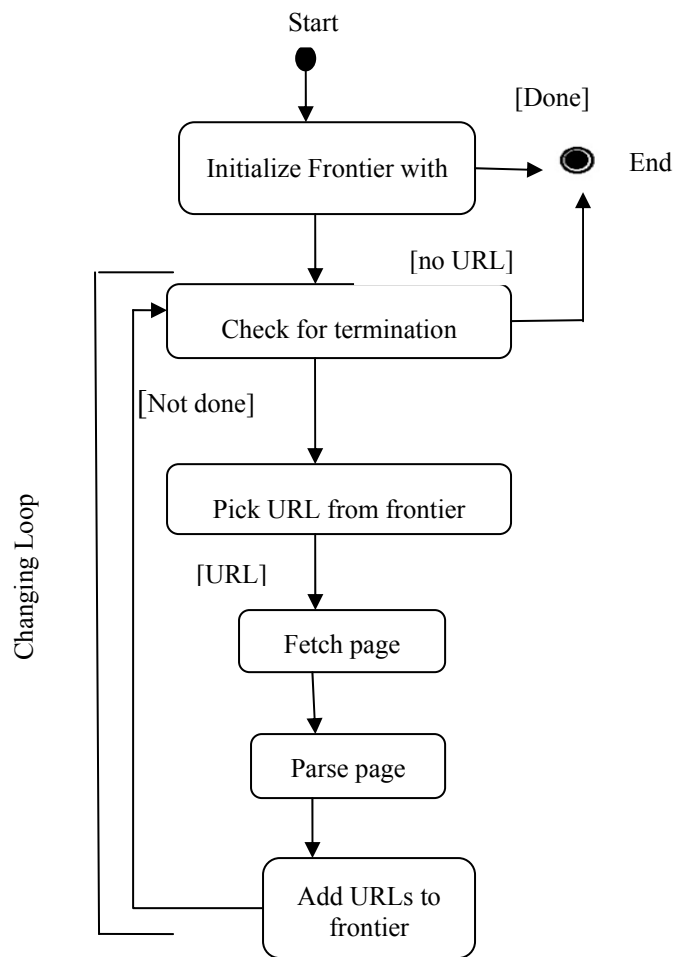 Start
[Done]
Initialize Frontier with
End
[no URL]
Check for termination
[Not done]
Pick URL from frontier
Changing Loop
[URL]
Fetch page
Parse page
Add URLs to
frontier